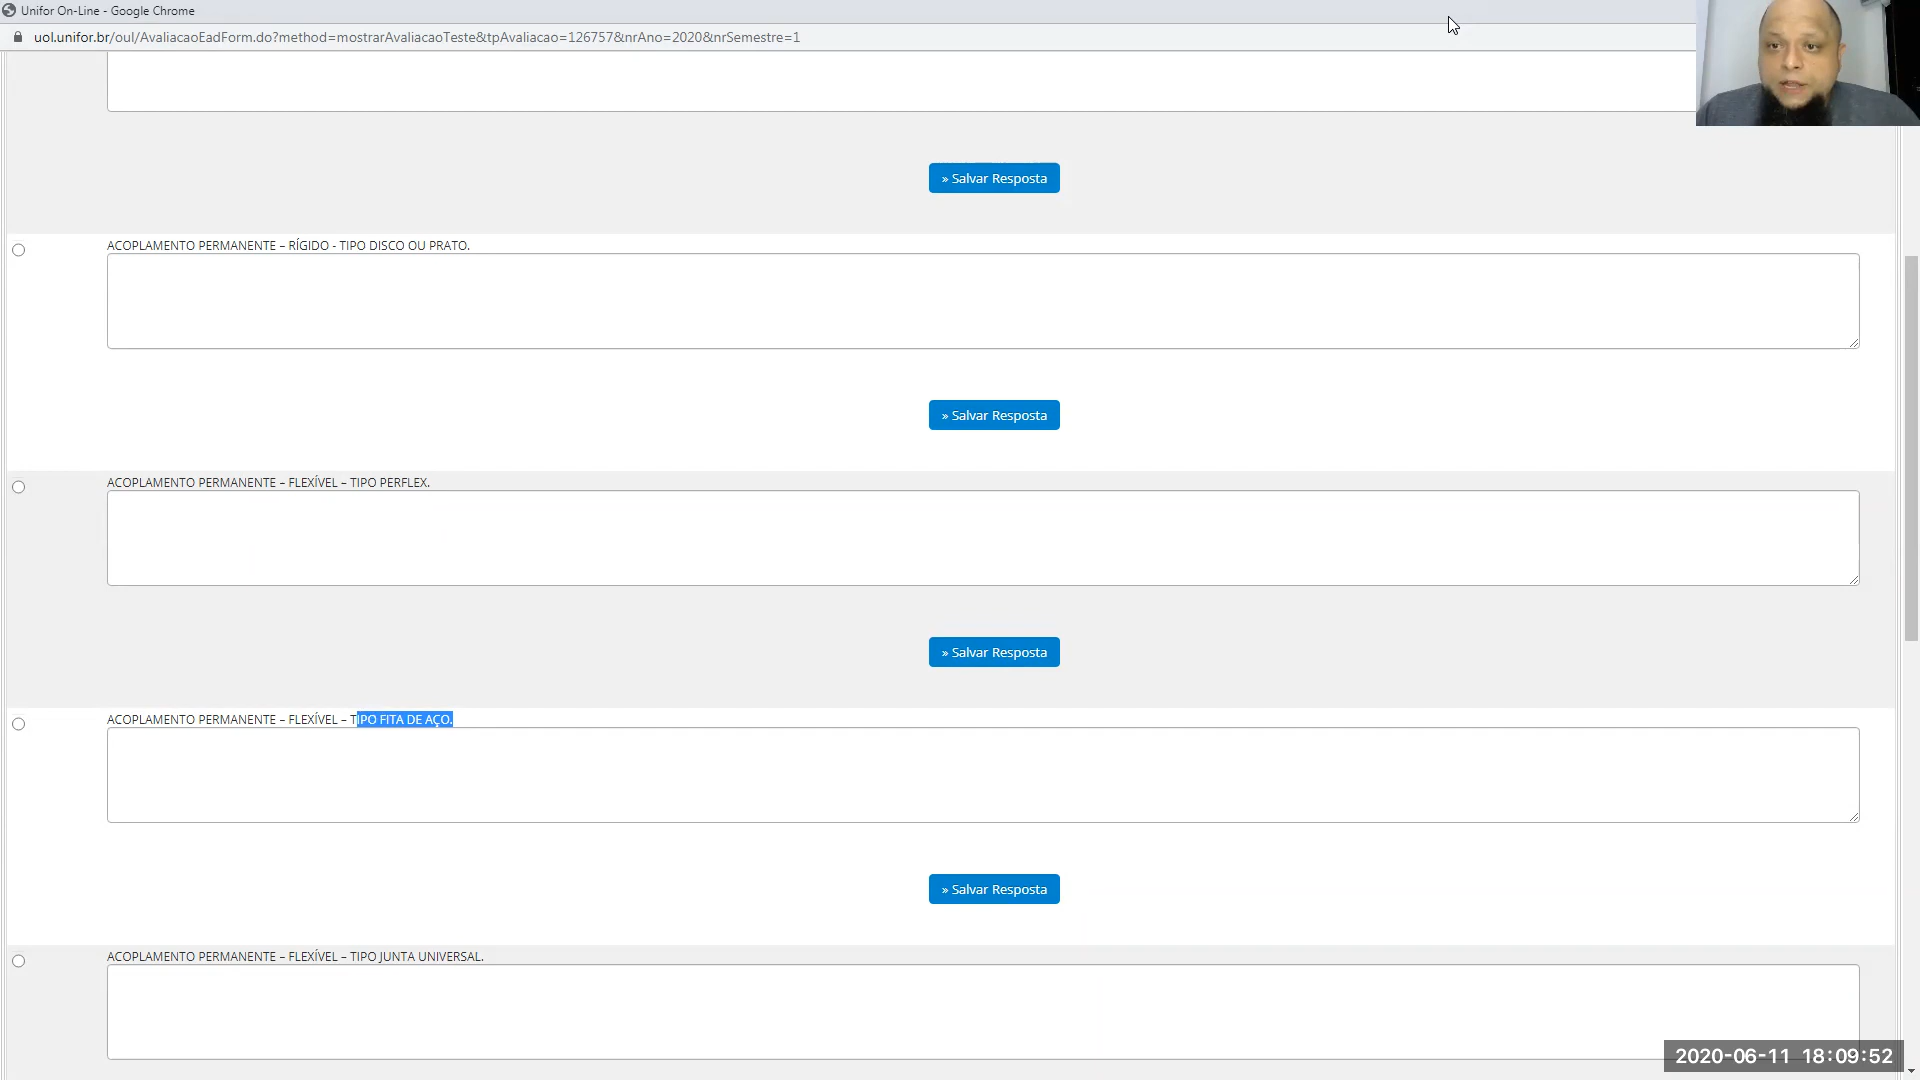 Unifor On-Line - Google Chrome
uol.unifor.br/oul/AvaliacaoEadForm.do?method=mostrarAvaliacaoTeste&tpAvaliacao=126757&nrAno=2020&nrSemestre=1
» Salvar Resposta
ACOPLAMENTO PERMANENTE – RÍGIDO - TIPO DISCO OU PRATO.
» Salvar Resposta
ACOPLAMENTO PERMANENTE – FLEXÍVEL – TIPO PERFLEX.
» Salvar Resposta
ACOPLAMENTO PERMANENTE – FLEXÍVEL – TIPO FITA DE AÇO.
» Salvar Resposta
ACOPLAMENTO PERMANENTE – FLEXÍVEL – TIPO JUNTA UNIVERSAL.
2020-06-11 18:09:52